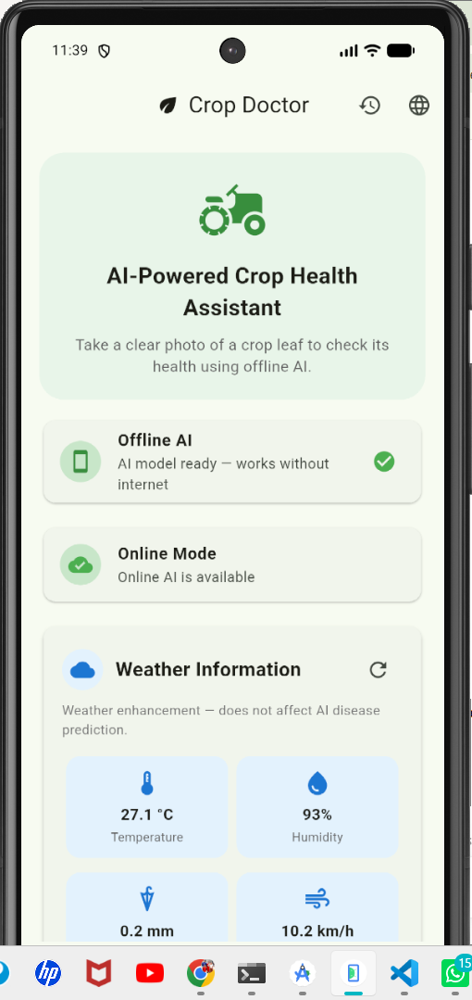 11:39
Crop Doctor
AI-Powered Crop Health
Assistant
Take a clear photo of a crop leaf to check its
health using offline AI.
Offline AI
AI model ready — works without
internet
Online Mode
Online AI is available
Weather Information
Weather enhancement — does not affect AI disease
prediction.
27.1 °C
Temperature
93%
Humidity
0.2 mm
10.2 km/h
hp
15